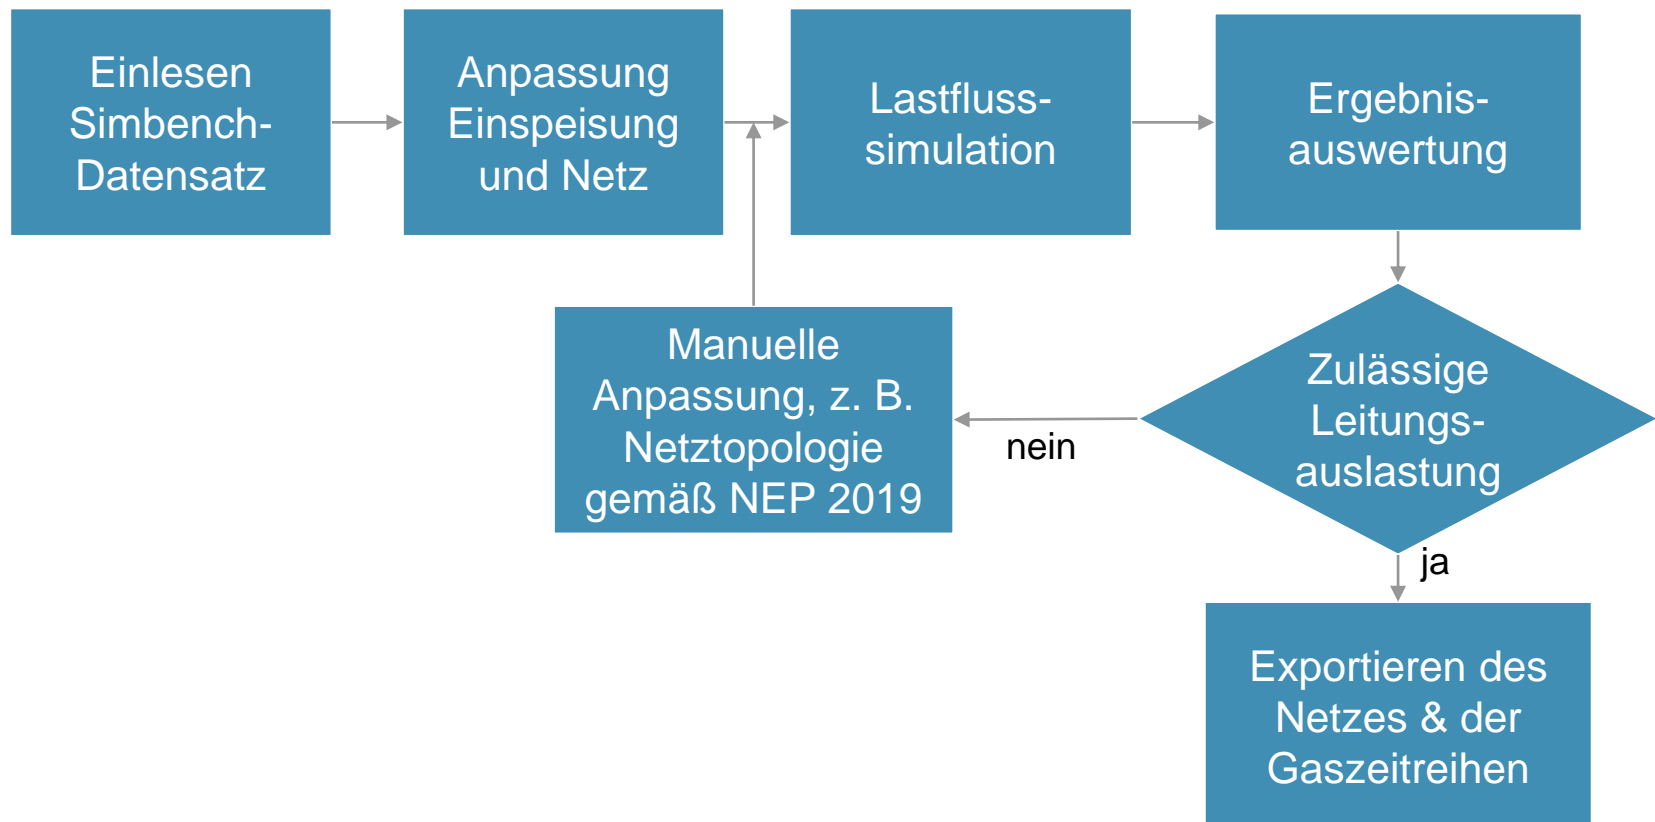 Einlesen
Simbench-
Datensatz
Anpassung
Einspeisung
und Netz
Lastfluss-
simulation
Ergebnis-
auswertung
Manuelle
Anpassung, z. B.
Netztopologie
gemäß NEP 2019
nein
Zulässige
Leitungs-
auslastung
ja
Exportieren des
Netzes & der
Gaszeitreihen